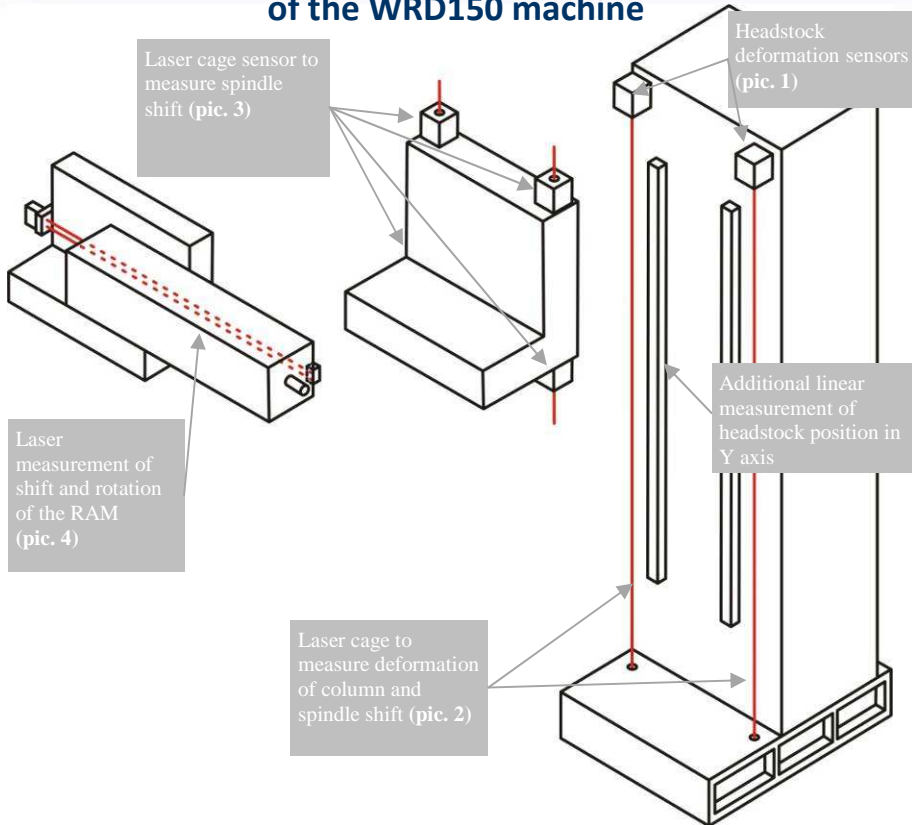 of the WRD150 machine
Laser cage sensor to
measure spindle
shift (pic. 3)
Headstock
deformation sensors
(pic. 1)
Additional linear
measurement of
headstock position in
Y axis
Laser
measurement of
shift and rotation
of the RAM
(pic. 4)
Laser cage to
measure deformation
of column and
spindle shift (pic. 2)